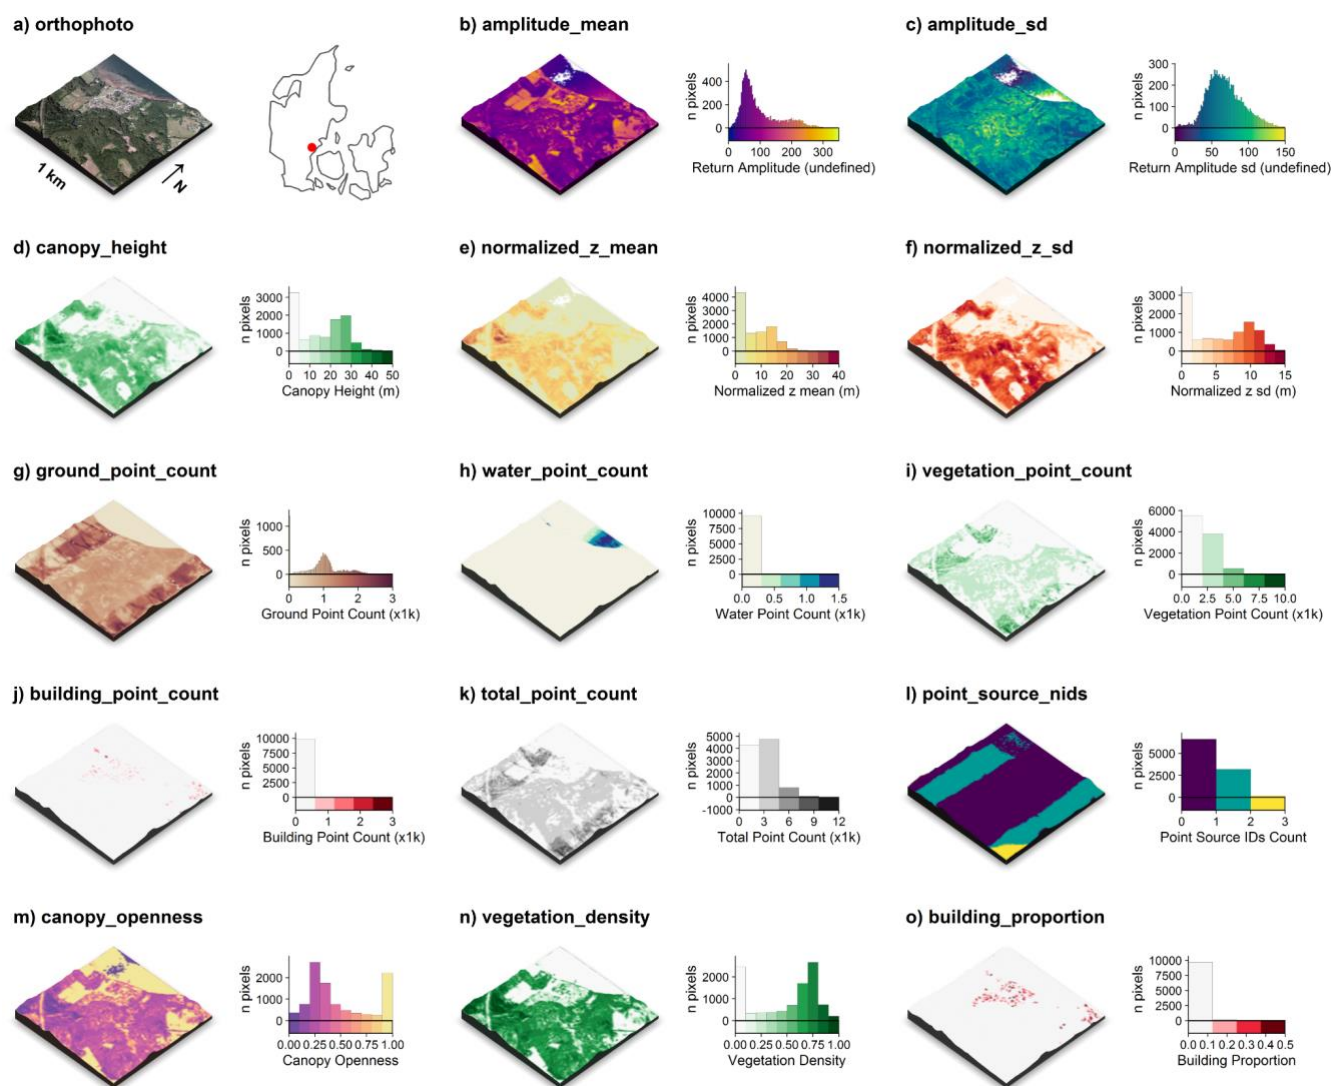 a) orthophoto
1 km
N
b) amplitude_mean
n pixels
400
200
0
0 100 200 300
Return Amplitude (undefined)
c) amplitude_sd
n pixels
300
200
100
0
0 50 100 150
Return Amplitude sd (undefined)
d) canopy_height
n pixels
3000
2000
1000
0
0 10 20 30 40 50
Canopy Height (m)
e) normalized_z_mean
n pixels
4000
3000
2000
1000
0
0 10 20 30 40
Normalized z mean (m)
f) normalized_z_sd
n pixels
3000
2000
1000
0
0 5 10 15
Normalized z sd (m)
g) ground_point_count
n pixels
1000
500
0
0 1 2 3
Ground Point Count (x1k)
h) water_point_count
n pixels
10000
7500
5000
2500
0
0.0 0.5 1.0 1.5
Water Point Count (x1k)
i) vegetation_point_count
n pixels
6000
4000
2000
0
0.0 2.5 5.0 7.5 10.0
Vegetation Point Count (x1k)
j) building_point_count
n pixels
10000
7500
5000
2500
0
0 1 2 3
Building Point Count (x1k)
k) total_point_count
n pixels
5000
4000
3000
2000
1000
0
-1000
0 3 6 9 12
Total Point Count (x1k)
l) point_source_nids
n pixels
5000
2500
0
0 1 2 3
Point Source IDs Count
m) canopy_openness
n pixels
2000
1000
0
0.00 0.25 0.50 0.75 1.00
Canopy Openness
n) vegetation_density
n pixels
2000
1000
0
0.00 0.25 0.50 0.75 1.00
Vegetation Density
o) building_proportion
n pixels
10000
7500
5000
2500
0
0.0 0.1 0.2 0.3 0.4 0.5
Building Proportion